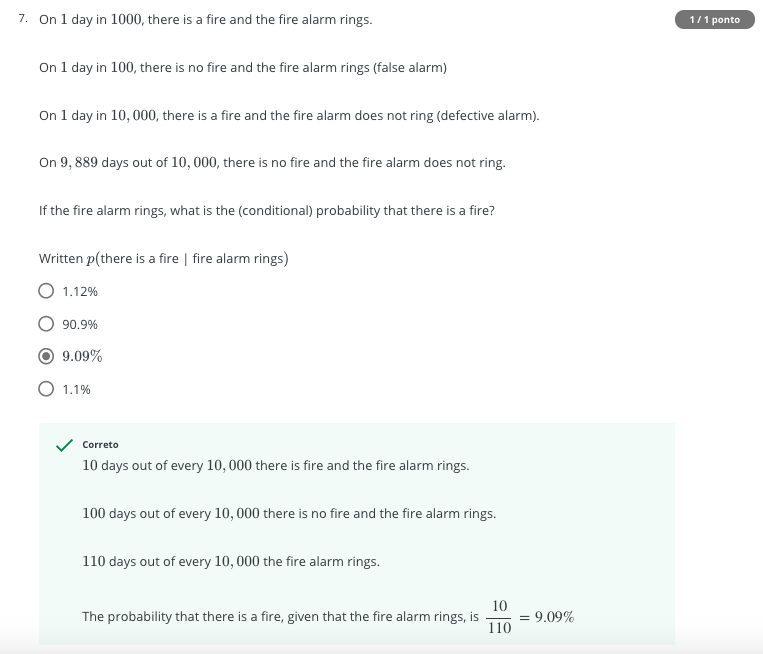 7. On 1 day in 1000, there is a fire and the fire alarm rings.
1 / 1 ponto
On 1 day in 100, there is no fire and the fire alarm rings (false alarm)
On 1 day in 10, 000, there is a fire and the fire alarm does not ring (defective alarm).
On 9, 889 days out of 10, 000, there is no fire and the fire alarm does not ring.
If the fire alarm rings, what is the (conditional) probability that there is a fire?
Written p(there is a fire | fire alarm rings)
1.12%
90.9%
9.09%
1.1%
Correto
10 days out of every 10, 000 there is fire and the fire alarm rings.
100 days out of every 10, 000 there is no fire and the fire alarm rings.
110 days out of every 10, 000 the fire alarm rings.
The probability that there is a fire, given that the fire alarm rings, is 10/110 = 9.09%